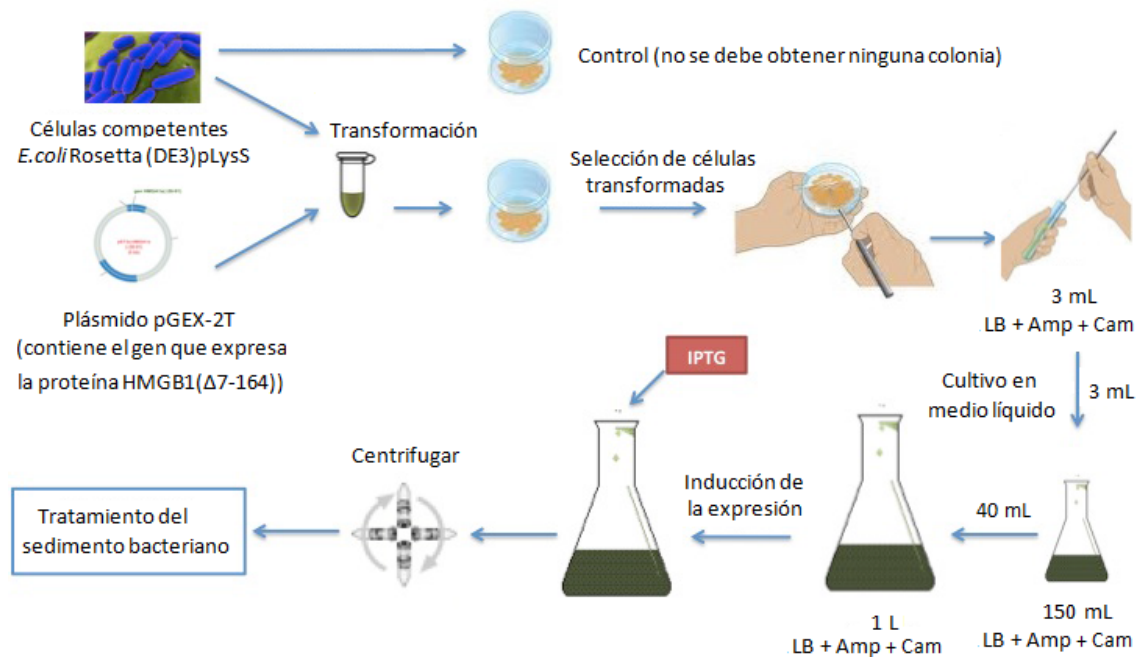 Control (no se debe obtener ninguna colonia)
Células competentes
E.coli Rosetta (DE3)pLysS
Transformación
Selección de células
transformadas
Plásmido pGEX-2T
(contiene el gen que expresa
la proteína HMGB1(Δ7-164))
3 mL
LB + Amp + Cam
Cultivo en
medio líquido
3 mL
150 mL
LB + Amp + Cam
40 mL
1 L
LB + Amp + Cam
Inducción de
la expresión
IPTG
Centrifugar
Tratamiento del
sedimento bacteriano